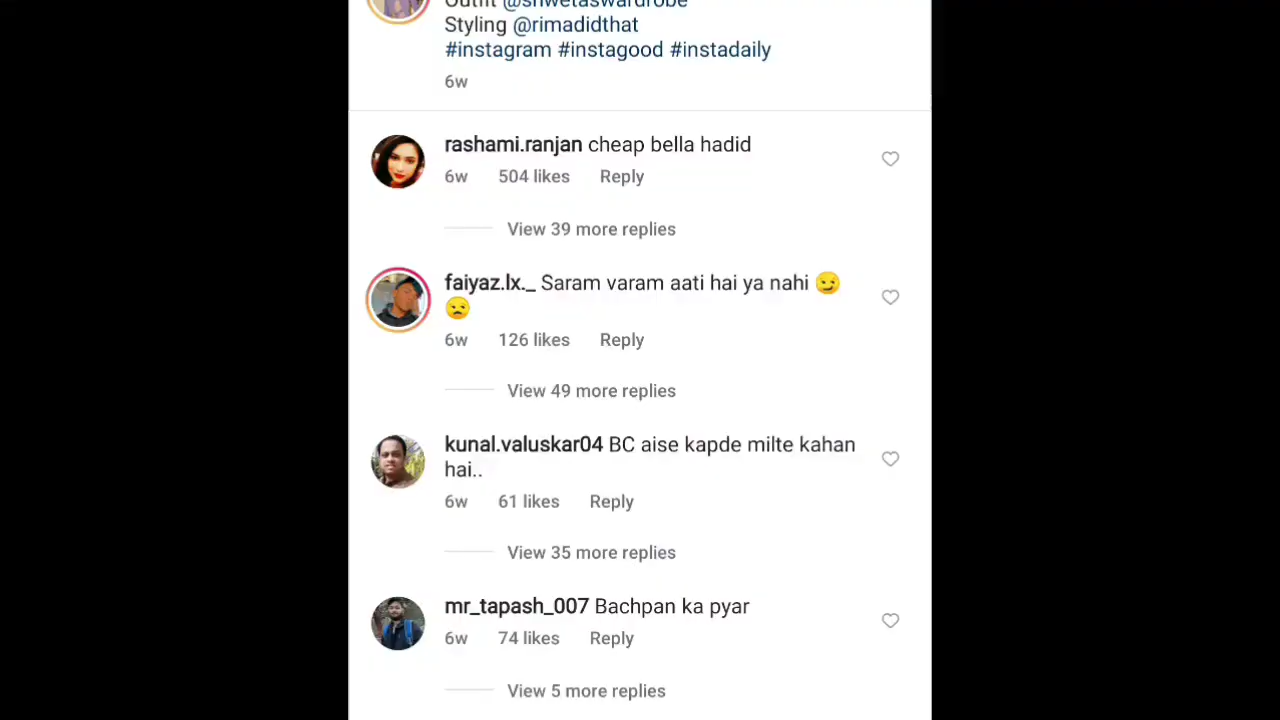 Outfit @shwetaswardrobe
Styling @rimadidthat
#instagram #instagood #instadaily
6w
rashami.ranjan cheap bella hadid
6w 504 likes Reply
View 39 more replies
faiyaz.lx._ Saram varam aati hai ya nahi 😏
😒
6w 126 likes Reply
View 49 more replies
kunal.valuskar04 BC aise kapde milte kahan
hai..
6w 61 likes Reply
View 35 more replies
mr_tapash_007 Bachpan ka pyar
6w 74 likes Reply
View 5 more replies